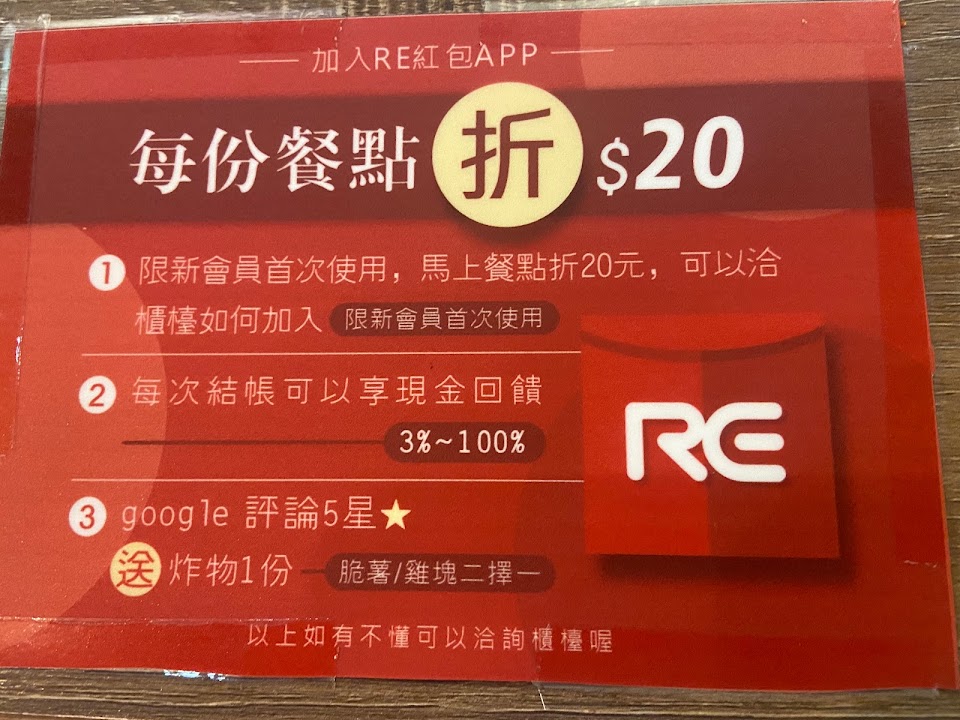 加入RE紅包APP
每份餐點折$20
1 限新會員首次使用，馬上餐點折20元，可以洽
櫃檯如何加入 限新會員首次使用
2 每次結帳可以享現金回饋
3%~100%
RE
3 google 評論5星★
送炸物1份 脆薯/雞塊二擇一
以上如有不懂可以洽詢櫃檯喔